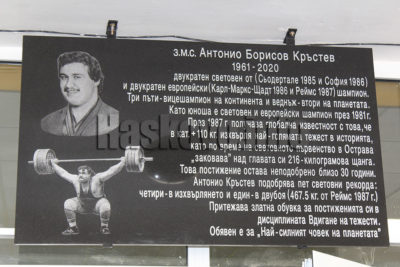 з.м.с. Антонио Борисов Кръстев
1961 - 2020
двукратен световен от (Сьодертале 1985 и София 1986)
и двукратен европейски (Карл-Маркс-Щадт 1986 и Реймс 1987) шампион.
Три пъти-вицешампион на континента и веднъж - втори на планетата.
Като юноша е световен и европейски шампион през 1981г.
През 1987 г. получава глобална известност с това, че
в кат. +110 кг изхвърля най-голямата тежест в историята,
като по време на световното първенство в Острава
"заковава" над главата си 216-килограмова щанга.
Това постижение остава неподобрено близо 30 години.
Антонио Кръстев подобрява пет световни рекорда:
четири - в изхвърлянето и един - в двубоя (467.5 кг. от Реймс 1987 г.)
Притежава златна обувка за постиженията си в
дисциплината Вдигане на тежести.
Обявен е за "Най-силният човек на планетата"